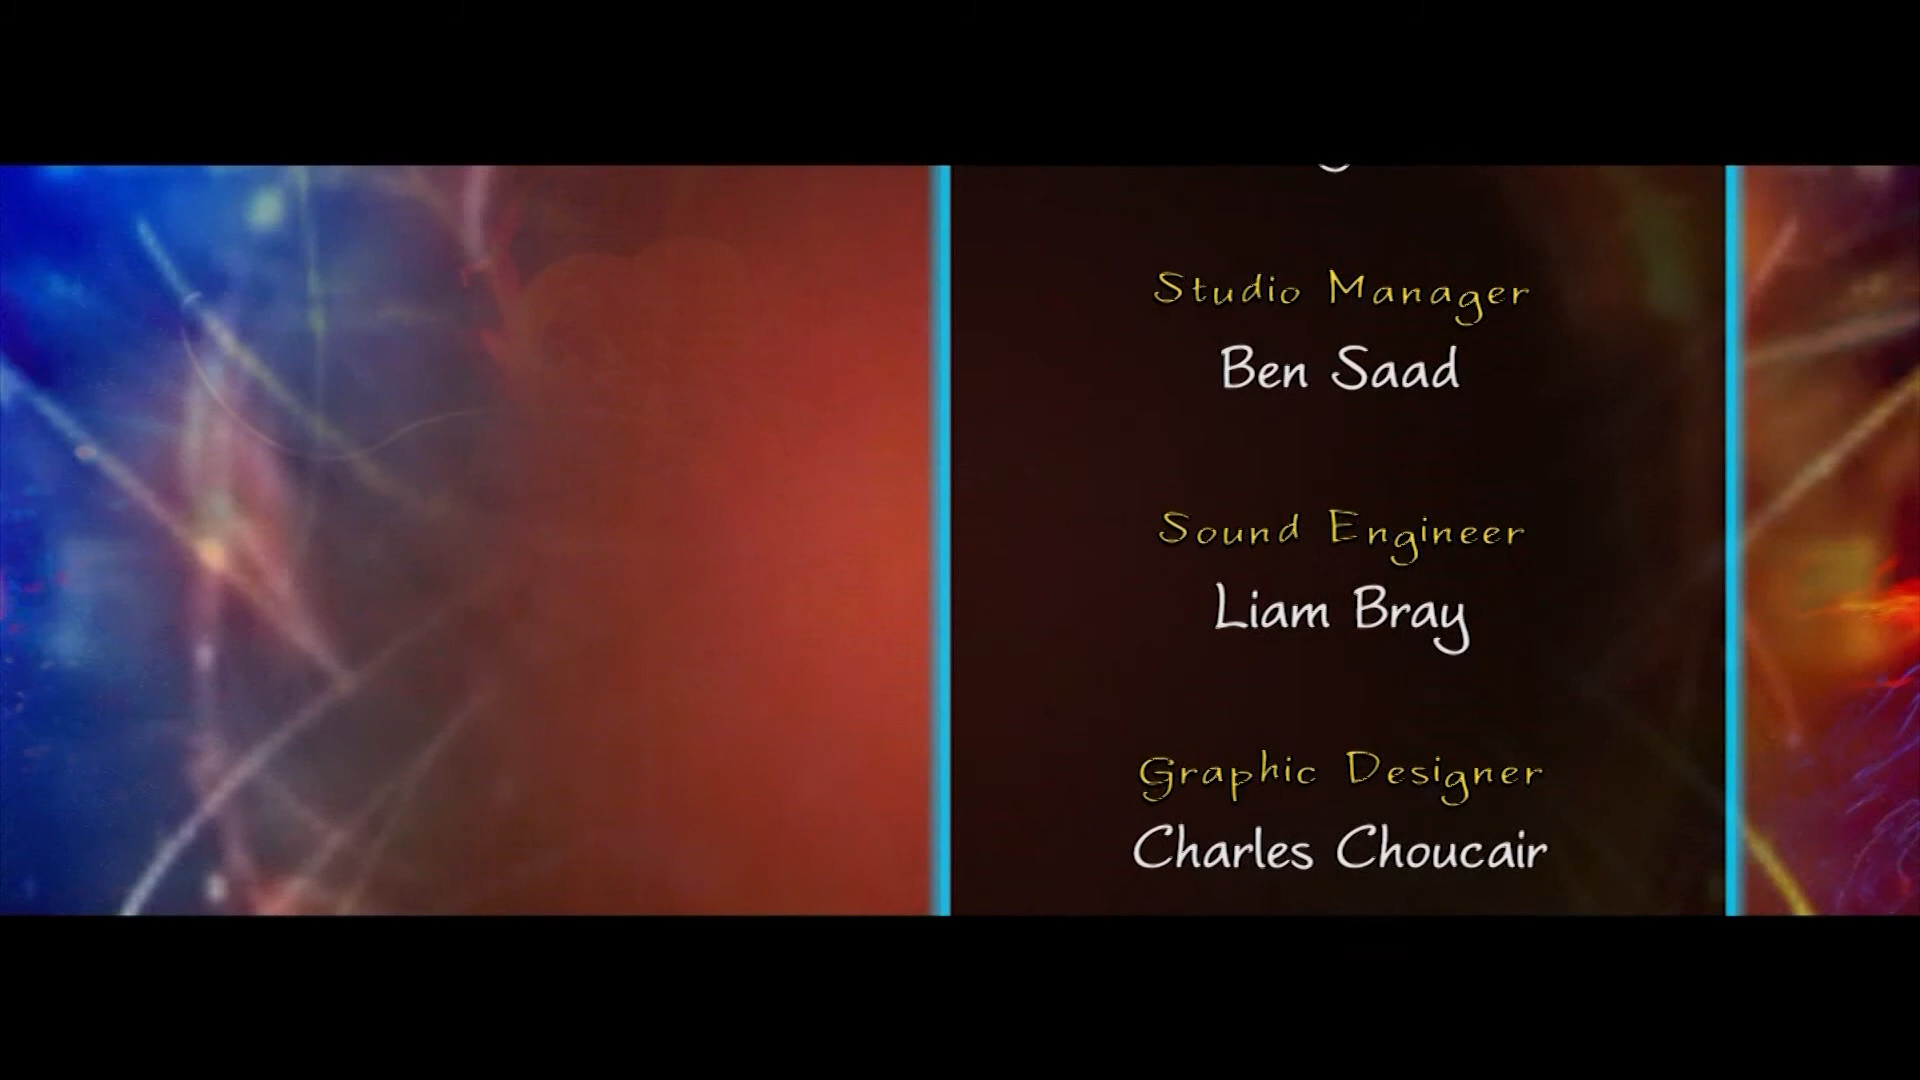 Studio Manager
Ben Saad
Sound Engineer
Liam Bray
Graphic Designer
Charles Choucair